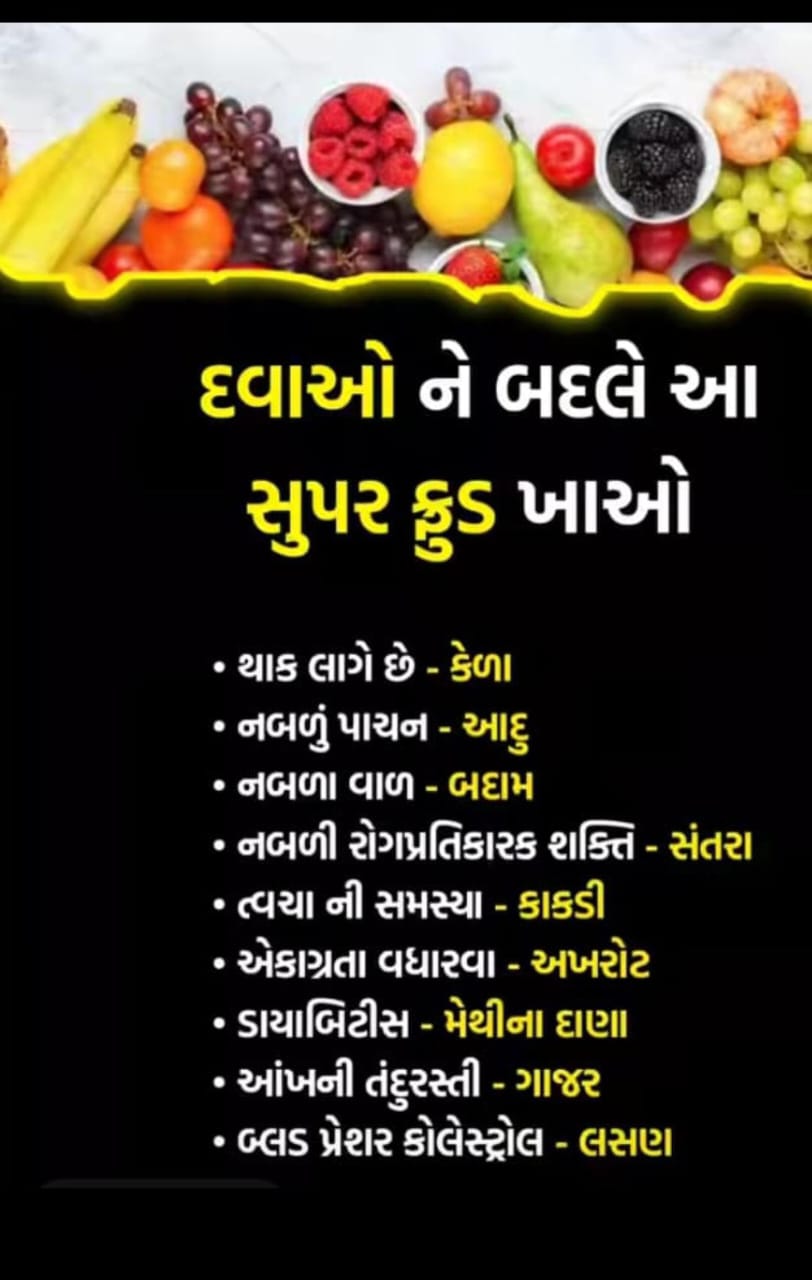 દવાઓ ને બદલે આ
સુપર ફ્રુડ ખાઓ
• થાક લાગે છે - કેળા
• નબળું પાચન - આદુ
• નબળા વાળ - બદામ
• નબળી રોગપ્રતિકારક શક્તિ - સંતરા
• ત્વચા ની સમસ્યા - કાકડી
• એકાગ્રતા વધારવા - અખરોટ
• ડાયાબિટીસ - મેથીના દાણા
• આંખની તંદુરસ્તી - ગાજર
• બ્લડ પ્રેશર કોલેસ્ટ્રોલ - લસણ